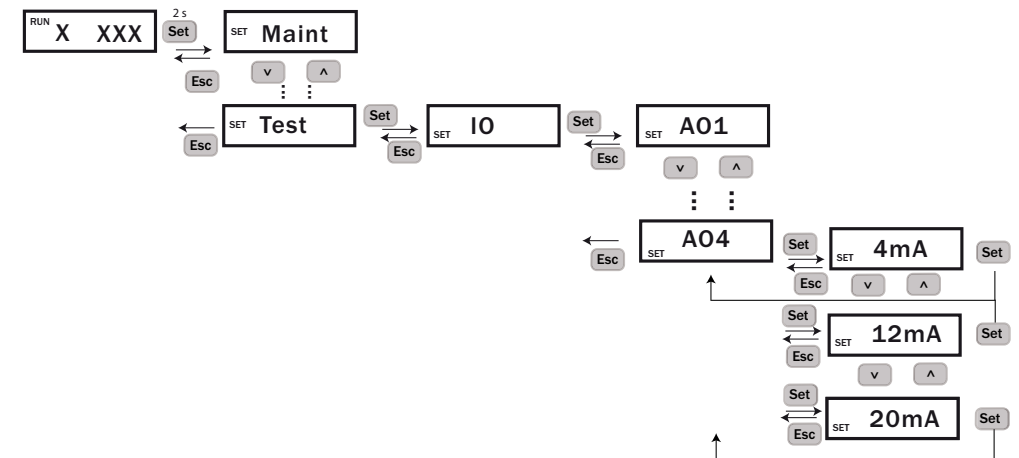 2 s
RUN X XXX Set SET Maint
Esc ∨ ∧
SET Test Set SET IO Set SET AO1
Esc Esc Esc
∨ ∧
SET AO4 Set SET 4mA Set
Esc Esc ∨ ∧
Set SET 12mA Set
Esc
∨ ∧
Set SET 20mA Set
Esc